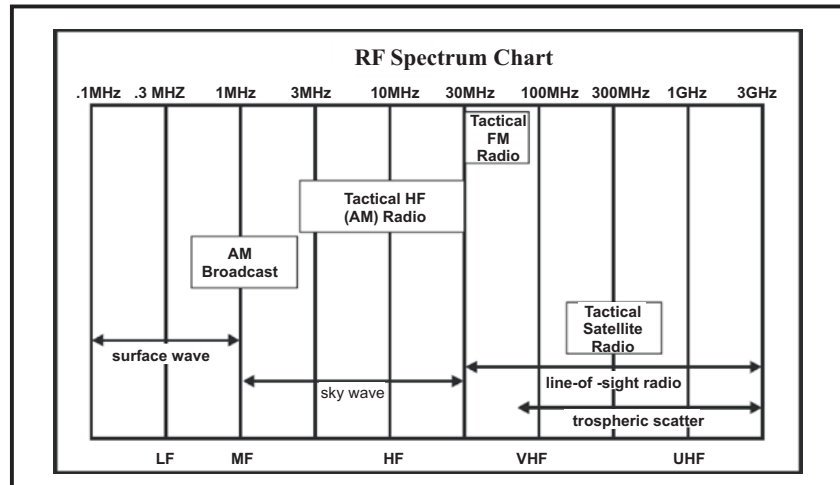 RF Spectrum Chart
.1MHz .3 MHZ 1MHz 3MHz 10MHz 30MHz 100MHz 300MHz 1GHz 3GHz
Tactical
FM
Radio
Tactical HF
(AM) Radio
AM
Broadcast
Tactical
Satellite
Radio
surface wave
line-of -sight radio
sky wave
trospheric scatter
LF MF HF VHF UHF